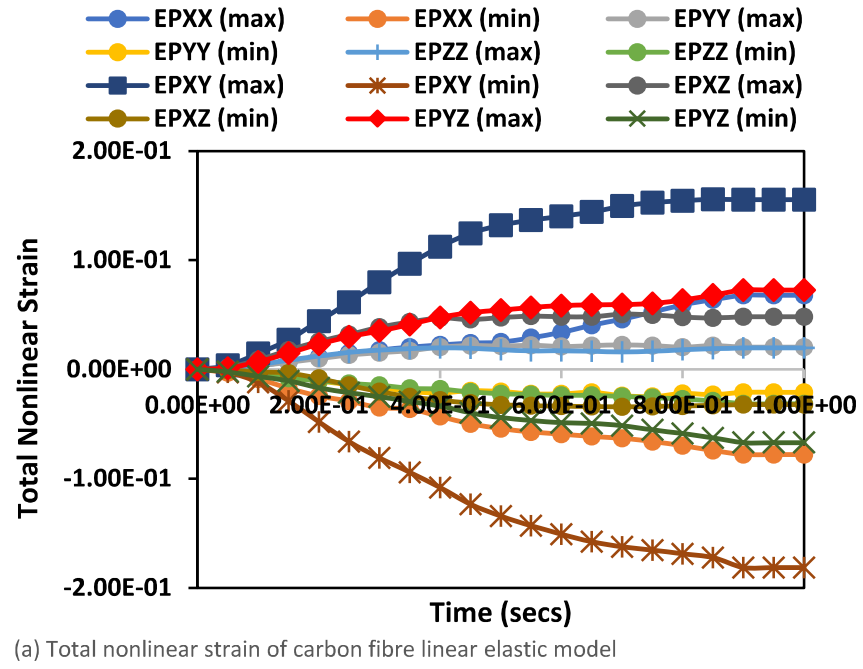 EPXX (max) EPXX (min) EPYY (max)
EPYY (min) EPZZ (max) EPZZ (min)
EPXY (max) EPXY (min) EPXZ (max)
EPXZ (min) EPYZ (max) EPYZ (min)
2.00E-01
1.00E-01
0.00E+00
-1.00E-01
-2.00E-01
Total Nonlinear Strain
0.00E+00 2.00E-01 4.00E-01 6.00E-01 8.00E-01 1.00E+00
Time (secs)
(a) Total nonlinear strain of carbon fibre linear elastic model